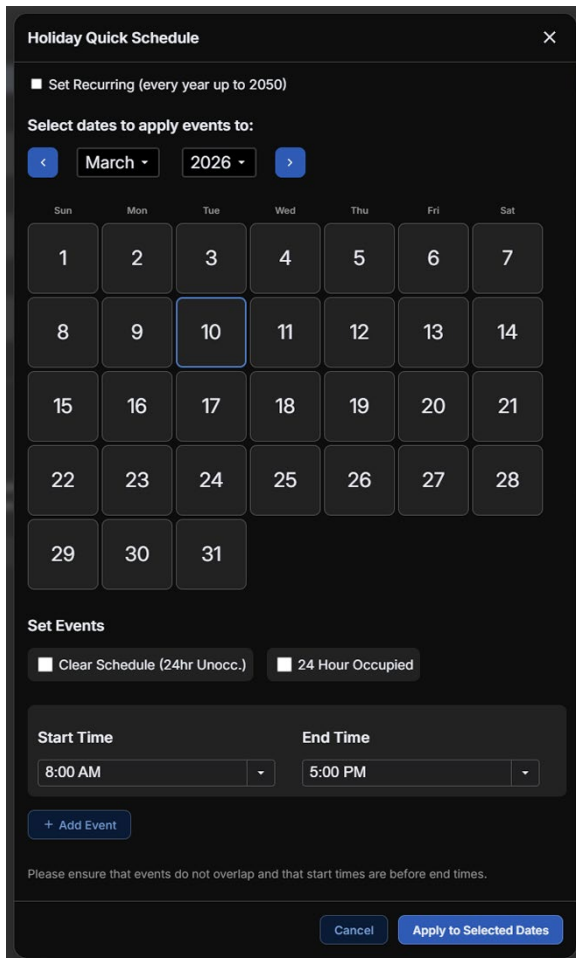 Holiday Quick Schedule
Set Recurring (every year up to 2050)
Select dates to apply events to:
March 2026
Sun Mon Tue Wed Thu Fri Sat
1 2 3 4 5 6 7
8 9 10 11 12 13 14
15 16 17 18 19 20 21
22 23 24 25 26 27 28
29 30 31
Set Events
Clear Schedule (24hr Unocc.) 24 Hour Occupied
Start Time End Time
8:00 AM 5:00 PM
+ Add Event
Please ensure that events do not overlap and that start times are before end times.
Cancel Apply to Selected Dates